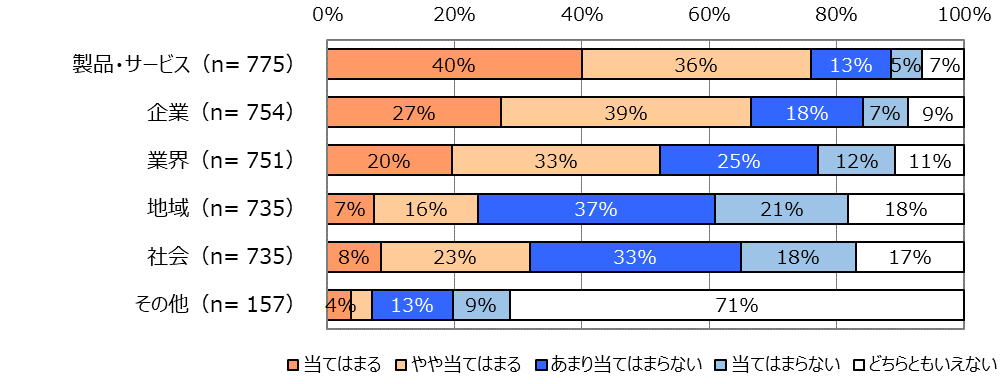 0% 20% 40% 60% 80% 100%
製品・サービス（n= 775） 40% 36% 13% 5% 7%
企業（n= 754） 27% 39% 18% 7% 9%
業界（n= 751） 20% 33% 25% 12% 11%
地域（n= 735） 7% 16% 37% 21% 18%
社会（n= 735） 8% 23% 33% 18% 17%
その他（n= 157） 4% 13% 9% 71%
当てはまる やや当てはまる あまり当てはまらない 当てはまらない どちらともいえない